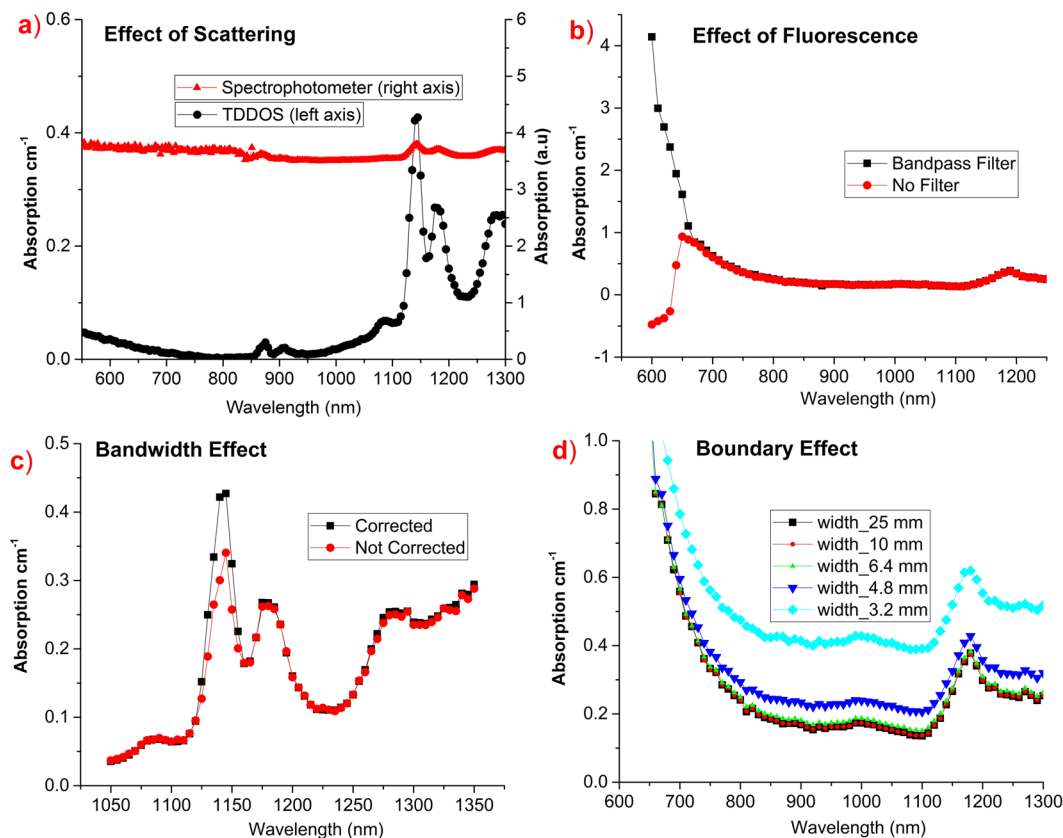 a)
Effect of Scattering
Spectrophotometer (right axis)
TDDOS (left axis)
0.6
0.4
0.2
0.0
Absorption cm⁻¹
6
5
4
3
2
1
0
Absorption (a.u)
600 700 800 900 1000 1100 1200 1300
Wavelength (nm)
b)
Effect of Fluorescence
Bandpass Filter
No Filter
4
3
2
1
0
-1
Absorption cm⁻¹
600 700 800 900 1000 1100 1200
Wavelength (nm)
c)
Bandwidth Effect
Corrected
Not Corrected
0.5
0.4
0.3
0.2
0.1
0.0
Absorption cm⁻¹
1050 1100 1150 1200 1250 1300 1350
Wavelength (nm)
d)
Boundary Effect
width_25 mm
width_10 mm
width_6.4 mm
width_4.8 mm
width_3.2 mm
1.0
0.8
0.6
0.4
0.2
0.0
Absorption cm⁻¹
600 700 800 900 1000 1100 1200 1300
Wavelength (nm)